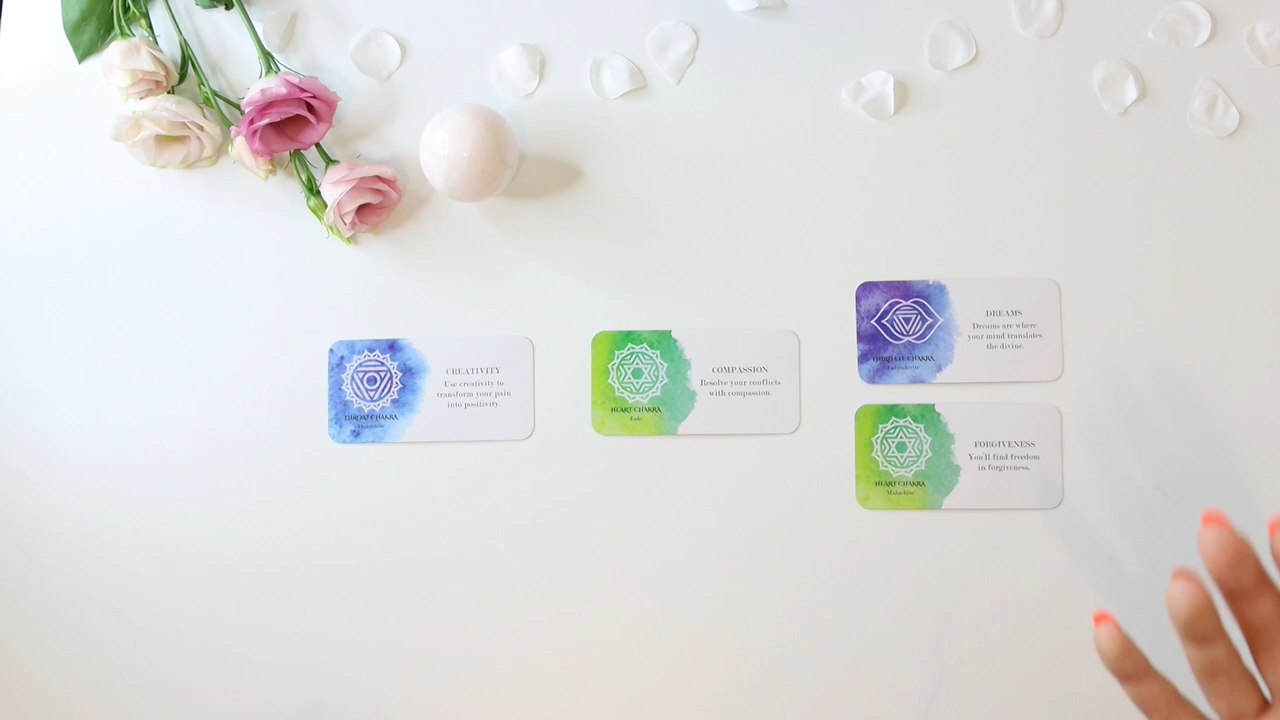 CREATIVITY
Use creativity to
transform your pain
into positivity.
THROAT CHAKRA
COMPASSION
Resolve your conflicts
with compassion.
HEART CHAKRA
Jade
DREAMS
Dreams are where
your mind translates
the divine.
THIRD EYE CHAKRA
Labradorite
FORGIVENESS
You'll find freedom
in forgiveness.
HEART CHAKRA
Malachite